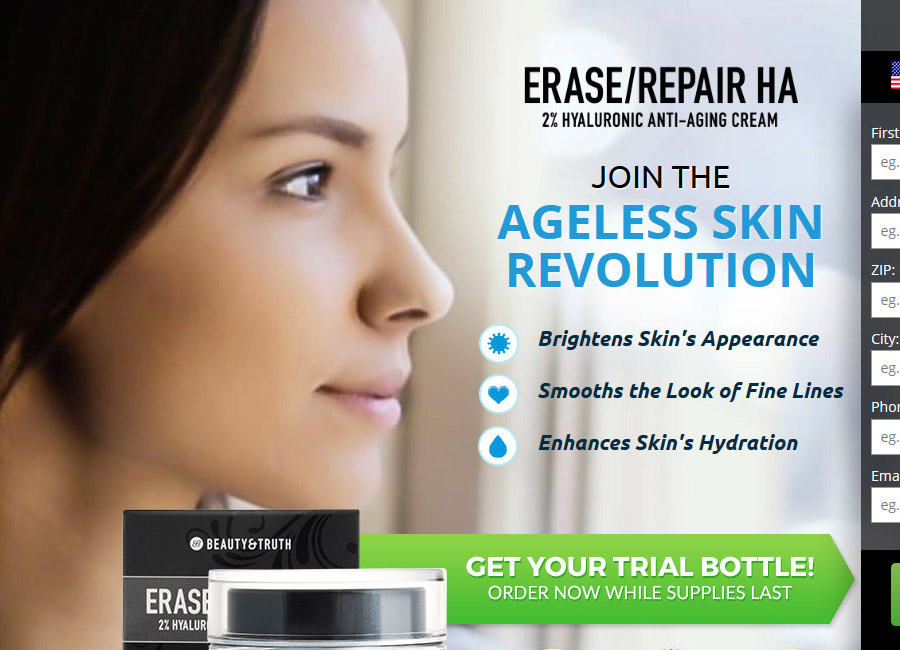 ERASE/REPAIR HA
2% HYALURONIC ANTI-AGING CREAM
JOIN THE
AGELESS SKIN
REVOLUTION
Brightens Skin's Appearance
Smooths the Look of Fine Lines
Enhances Skin's Hydration
BEAUTY&TRUTH
ERASE
2% HYALUR
GET YOUR TRIAL BOTTLE!
ORDER NOW WHILE SUPPLIES LAST
First
eg.
Addr
eg.
ZIP:
eg.
City:
eg.
Phon
eg.
Emai
eg.